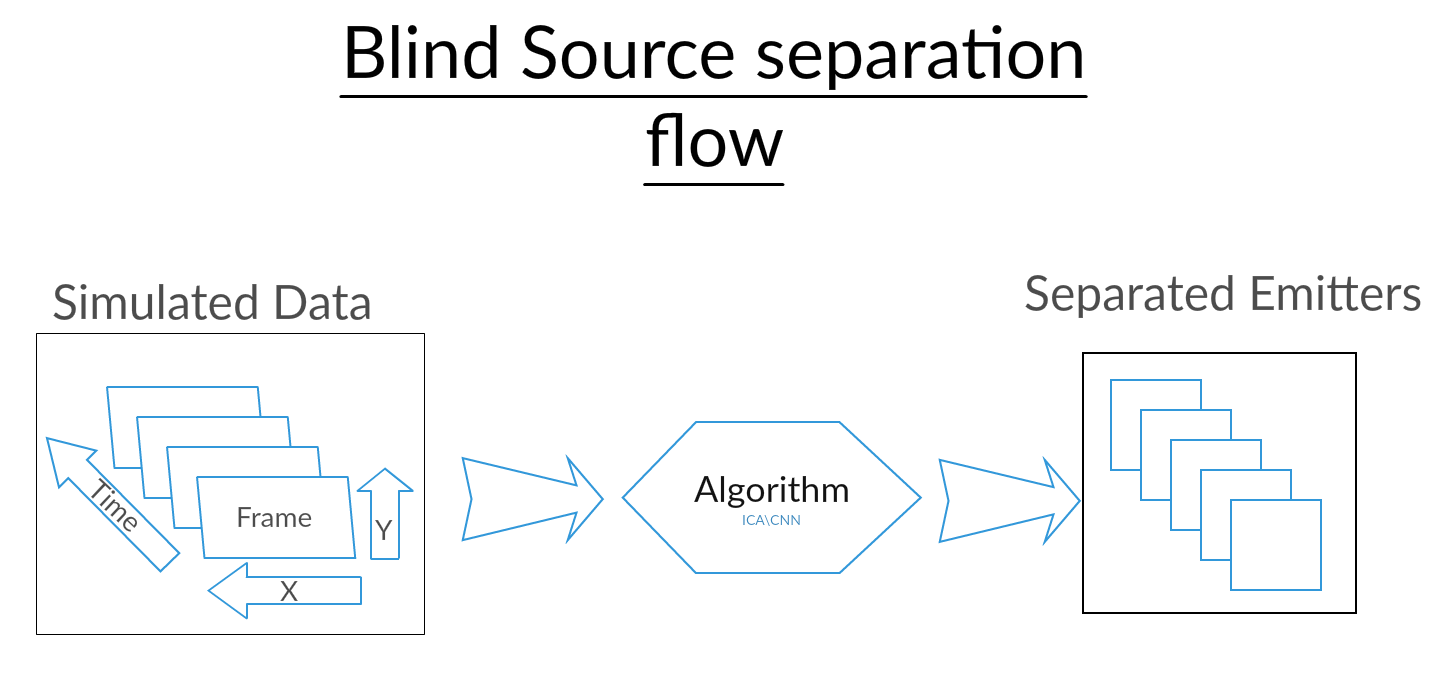 Blind Source separation
flow
Simulated Data
Separated Emitters
Time
Frame
Y
X
Algorithm
ICA\CNN